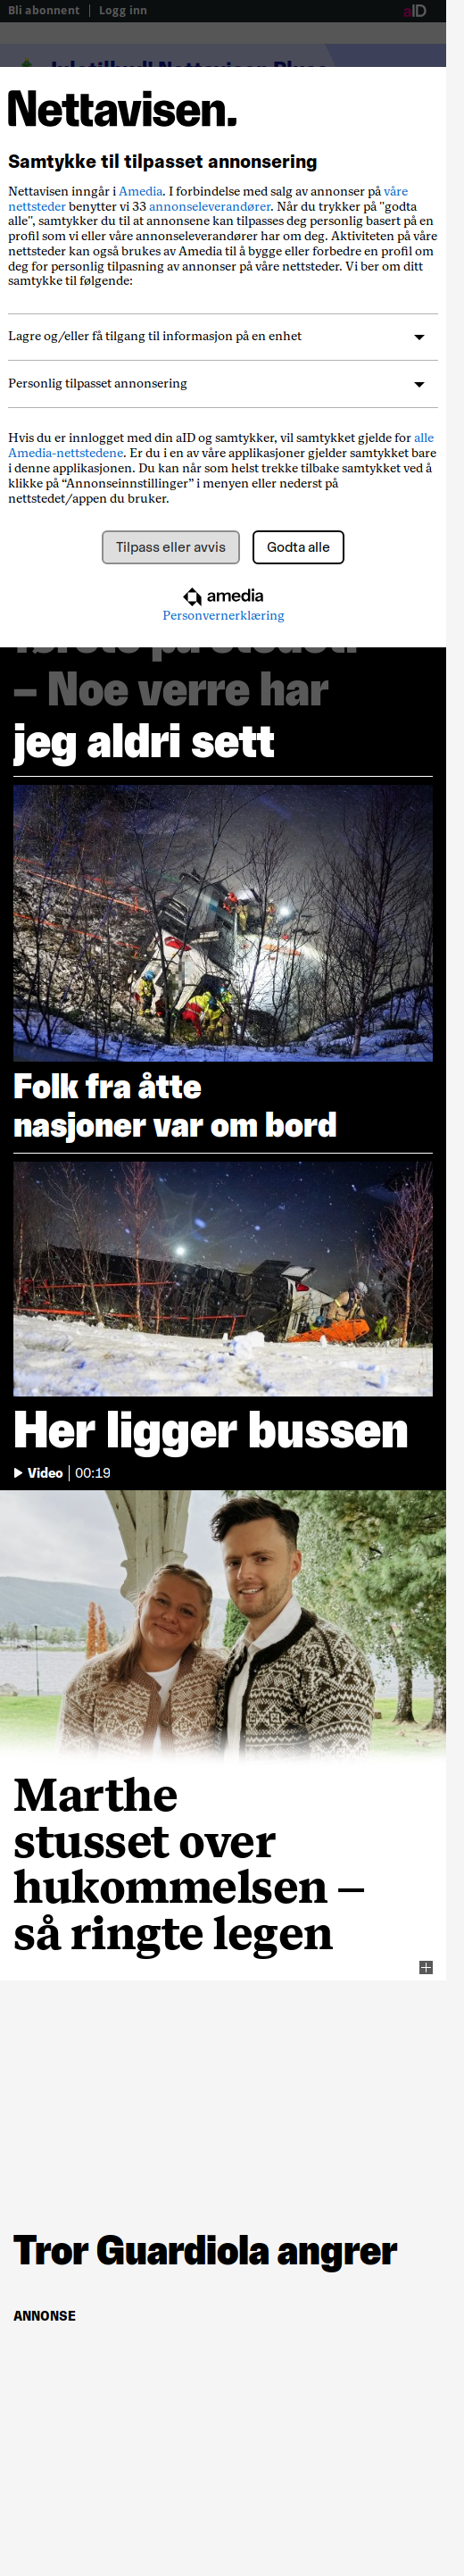 Bli abonnent | Logg inn
aID
Nettavisen.
Samtykke til tilpasset annonsering
Nettavisen inngår i Amedia. I forbindelse med salg av annonser på våre
nettsteder benytter vi 33 annonseleverandører. Når du trykker på "godta
alle", samtykker du til at annonsene kan tilpasses deg personlig basert på en
profil som vi eller våre annonseleverandører har om deg. Aktiviteten på våre
nettsteder kan også brukes av Amedia til å bygge eller forbedre en profil om
deg for personlig tilpasning av annonser på våre nettsteder. Vi ber om ditt
samtykke til følgende:
Lagre og/eller få tilgang til informasjon på en enhet
Personlig tilpasset annonsering
Hvis du er innlogget med din aID og samtykker, vil samtykket gjelde for alle
Amedia-nettstedene. Er du i en av våre applikasjoner gjelder samtykket bare
i denne applikasjonen. Du kan når som helst trekke tilbake samtykket ved å
klikke på “Annonseinnstillinger” i menyen eller nederst på
nettstedet/appen du bruker.
Tilpass eller avvis
Godta alle
amedia
Personvernerklæring
– Noe verre har
jeg aldri sett
Folk fra åtte
nasjoner var om bord
Her ligger bussen
Video | 00:19
Marthe
stusset over
hukommelsen –
så ringte legen
Tror Guardiola angrer
ANNONSE